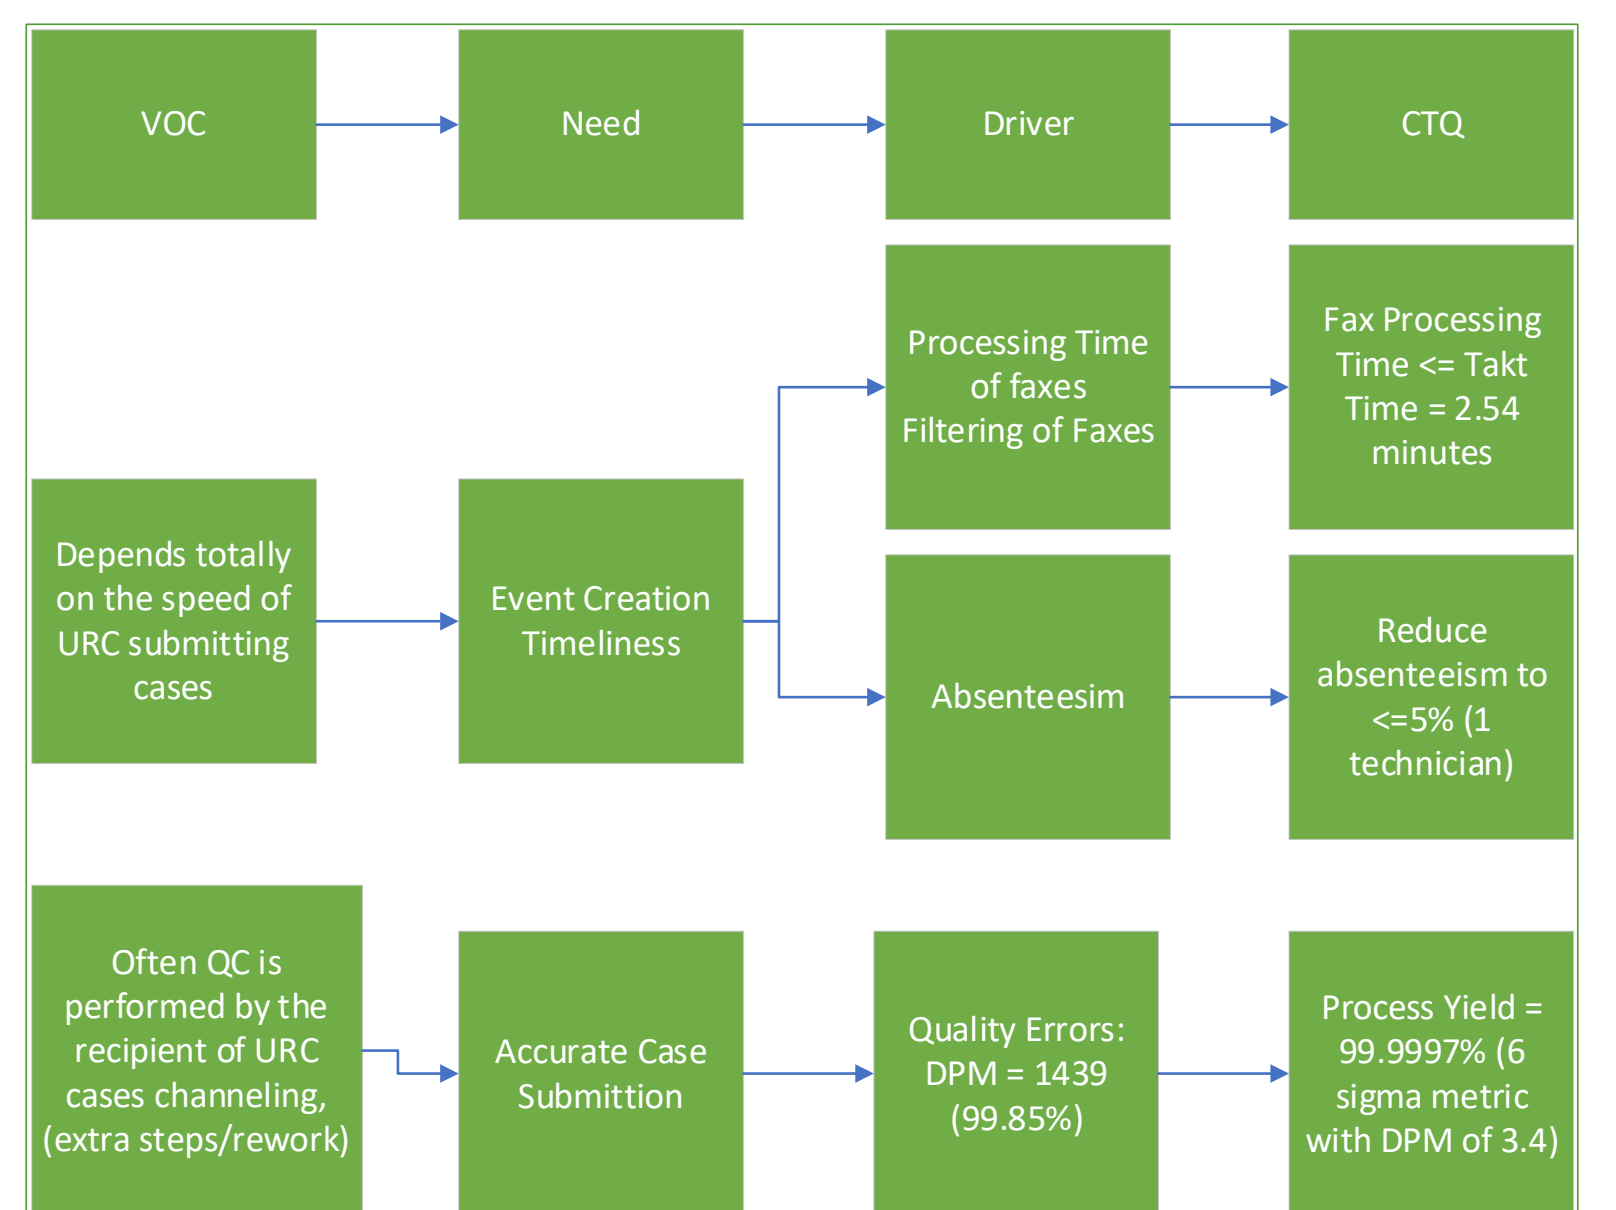 VOC
Need
Driver
CTQ
Processing Time
of faxes
Filtering of Faxes
Fax Processing
Time <= Takt
Time = 2.54
minutes
Depends totally
on the speed of
URC submitting
cases
Event Creation
Timeliness
Absenteesim
Reduce
absenteeism to
<=5% (1
technician)
Often QC is
performed by the
recipient of URC
cases channeling,
(extra steps/rework)
Accurate Case
Submittion
Quality Errors:
DPM = 1439
(99.85%)
Process Yield =
99.9997% (6
sigma metric
with DPM of 3.4)